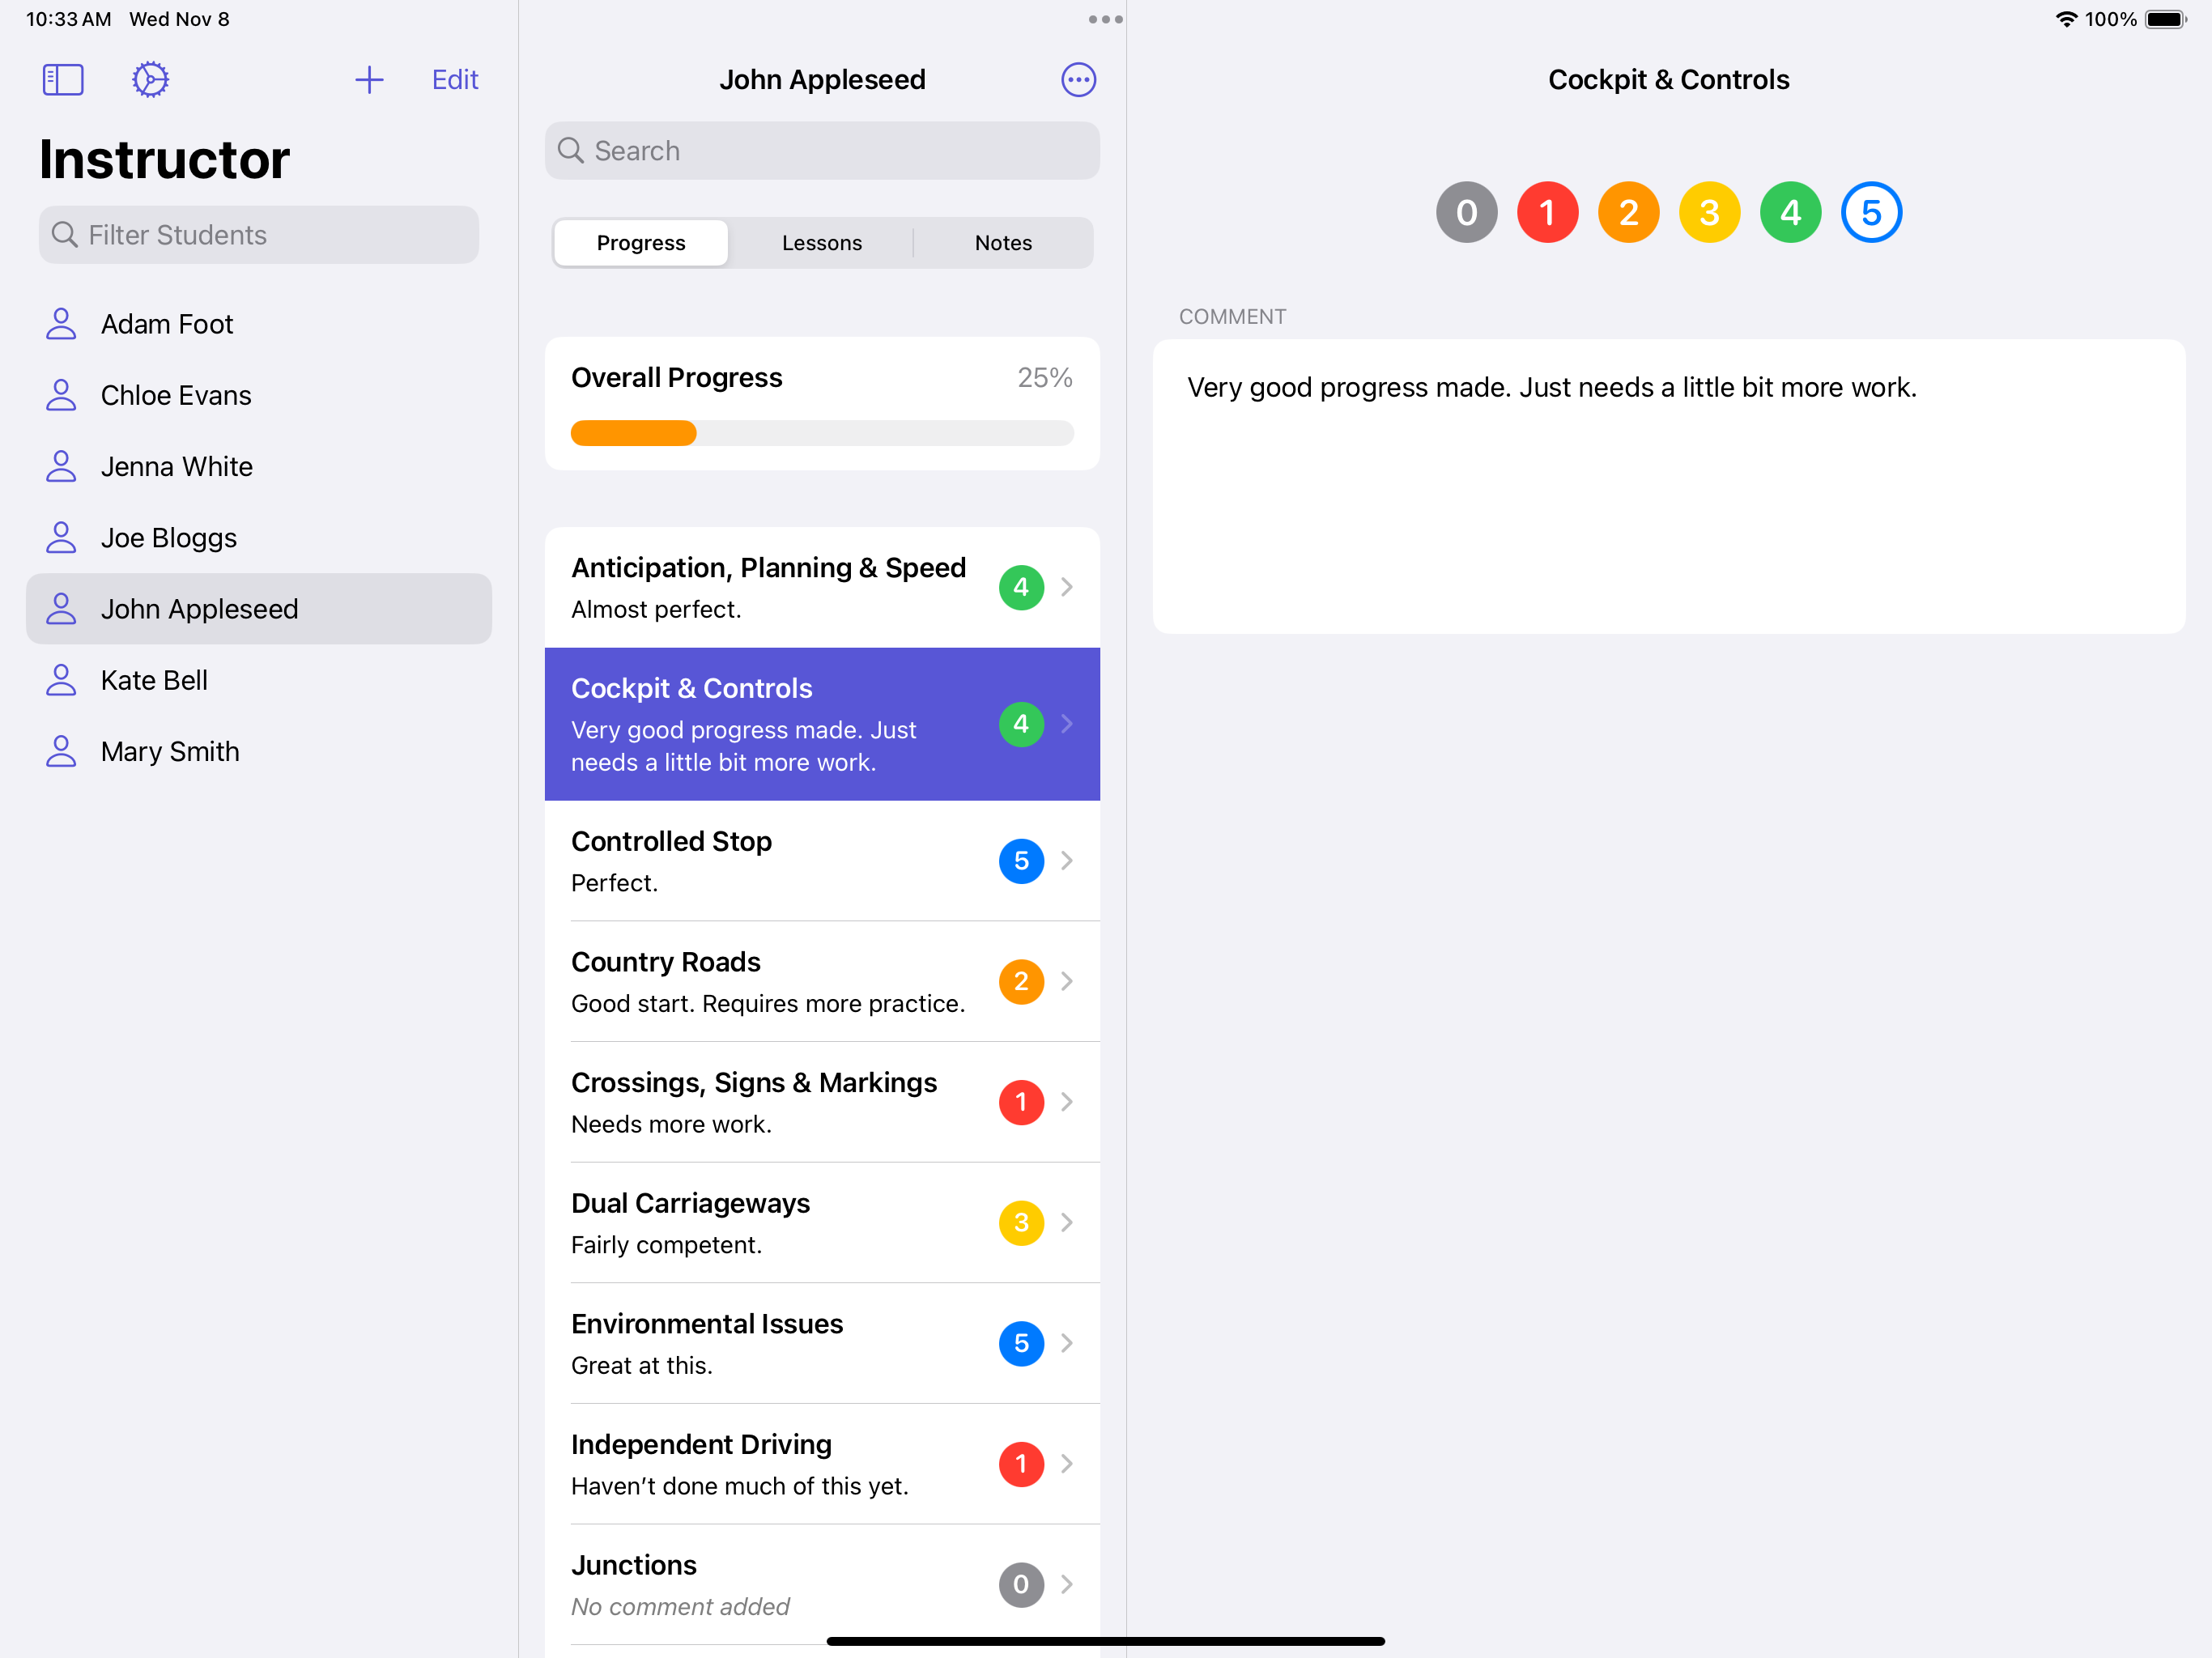 10:33 AM Wed Nov 8
100%
Edit
Instructor
Filter Students
Adam Foot
Chloe Evans
Jenna White
Joe Bloggs
John Appleseed
Kate Bell
Mary Smith
John Appleseed
Search
Progress Lessons Notes
Overall Progress 25%
Anticipation, Planning & Speed
Almost perfect.
4
Cockpit & Controls
Very good progress made. Just
needs a little bit more work.
4
Controlled Stop
Perfect.
5
Country Roads
Good start. Requires more practice.
2
Crossings, Signs & Markings
Needs more work.
1
Dual Carriageways
Fairly competent.
3
Environmental Issues
Great at this.
5
Independent Driving
Haven’t done much of this yet.
1
Junctions
No comment added
0
Cockpit & Controls
0 1 2 3 4 5
COMMENT
Very good progress made. Just needs a little bit more work.